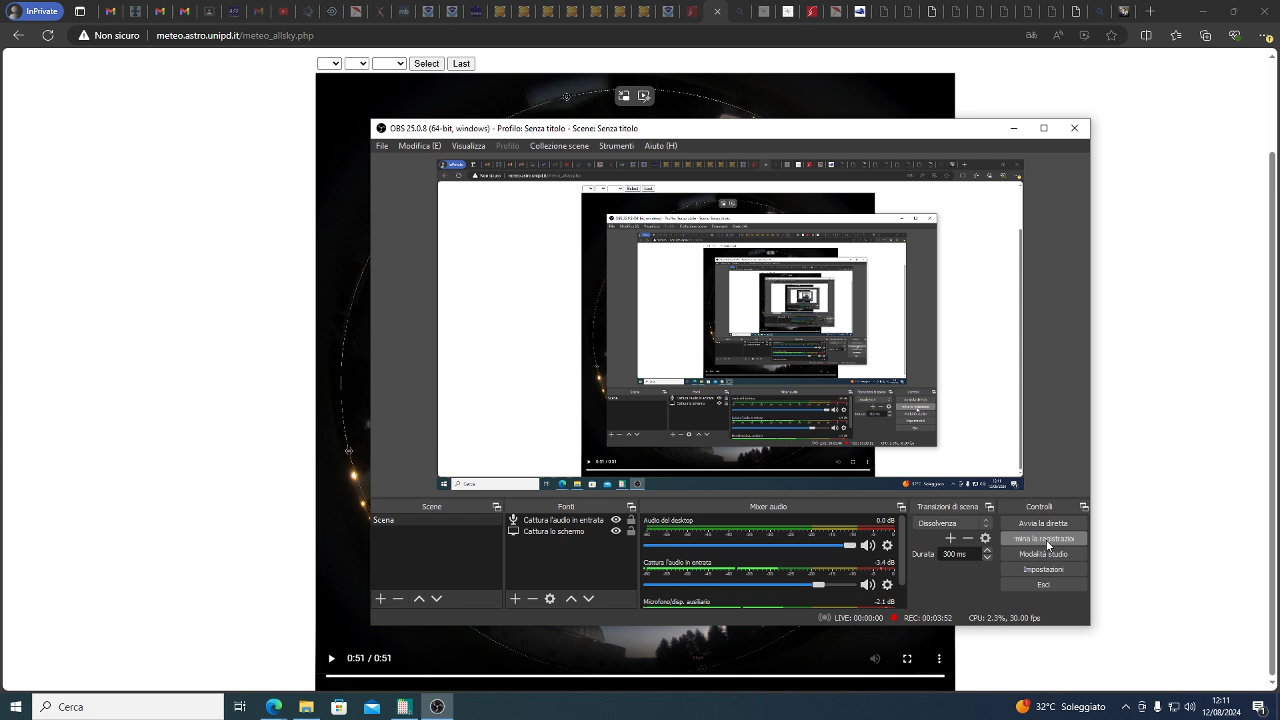 InPrivate
Non sicuro meteo.astro.unipd.it/meteo_allsky.php
Select Last
OBS 25.0.8 (64-bit, windows) - Profilo: Senza titolo - Scene: Senza titolo
File Modifica (E) Visualizza Profilo Collezione scene Strumenti Aiuto (H)
Scene Fonti Mixer audio Transizioni di scena Controlli
Scena
Cattura l'audio in entrata
Cattura lo schermo
Audio del desktop 0.0 dB
Cattura l'audio in entrata -3.4 dB
Microfono/disp. ausiliario -2.1 dB
Dissolvenza
Durata 300 ms
Avvia la diretta
rmina la registrazio
Modalità studio
Impostazioni
Esci
LIVE: 00:00:00 REC: 00:03:52 CPU: 2.3%, 30.00 fps
0:51 / 0:51
Cerca
32°C Soleggiato
12:11
12/08/2024